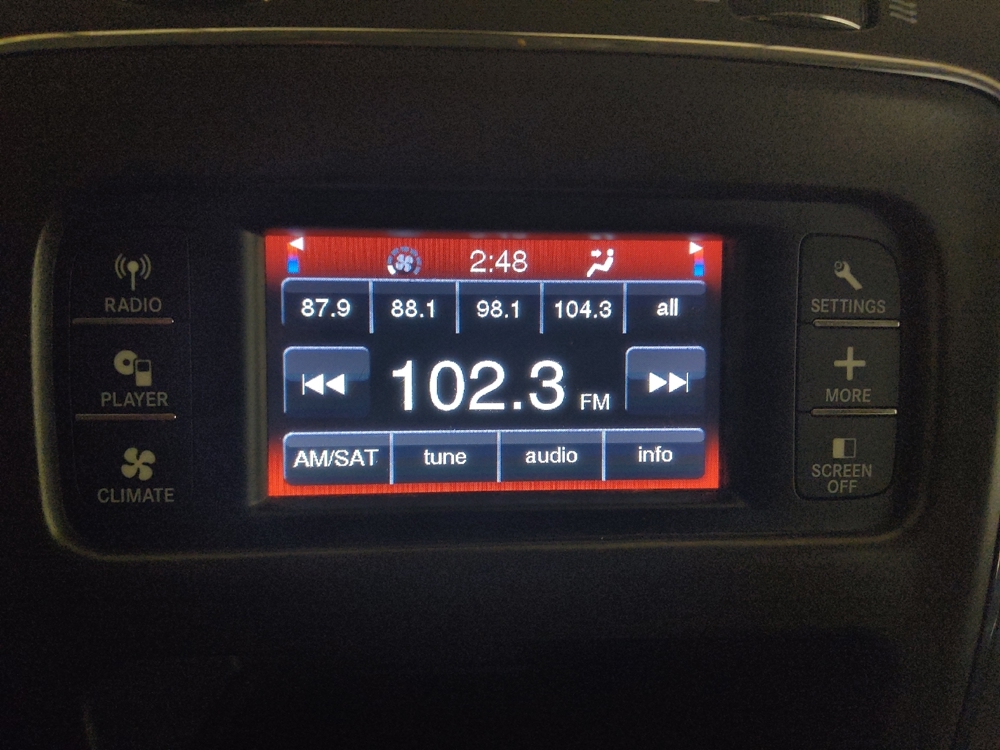 2:48
87.9 88.1 98.1 104.3 all
102.3 FM
AM/SAT tune audio info
RADIO
PLAYER
CLIMATE
SETTINGS
MORE
SCREEN
OFF